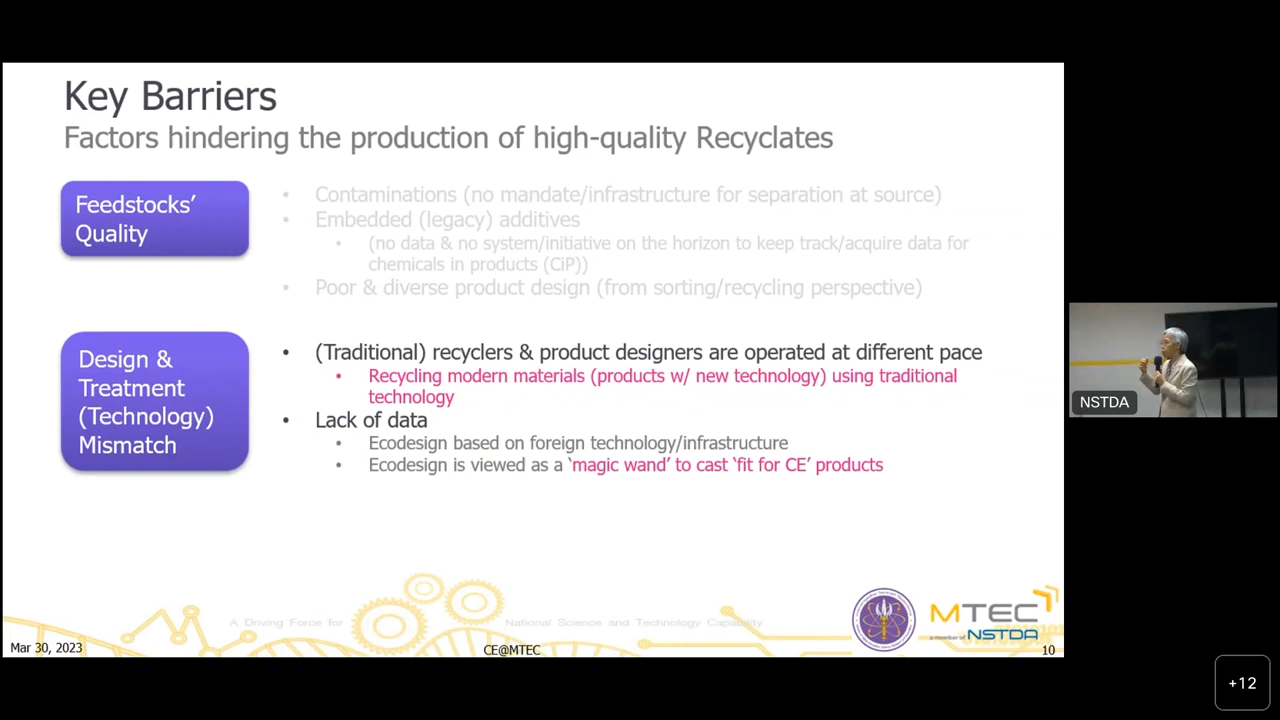 Key Barriers
Factors hindering the production of high-quality Recyclates
Feedstocks'
Quality
• Contaminations (no mandate/infrastructure for separation at source)
• Embedded (legacy) additives
• (no data & no system/initiative on the horizon to keep track/acquire data for
chemicals in products (CiP))
• Poor & diverse product design (from sorting/recycling perspective)
Design &
Treatment
(Technology)
Mismatch
• (Traditional) recyclers & product designers are operated at different pace
• Recycling modern materials (products w/ new technology) using traditional
technology
• Lack of data
• Ecodesign based on foreign technology/infrastructure
• Ecodesign is viewed as a 'magic wand' to cast 'fit for CE' products
NSTDA
A Driving Force for National Science and Technology Capability
MTEC
a member of NSTDA
Mar 30, 2023
CE@MTEC
10
+12